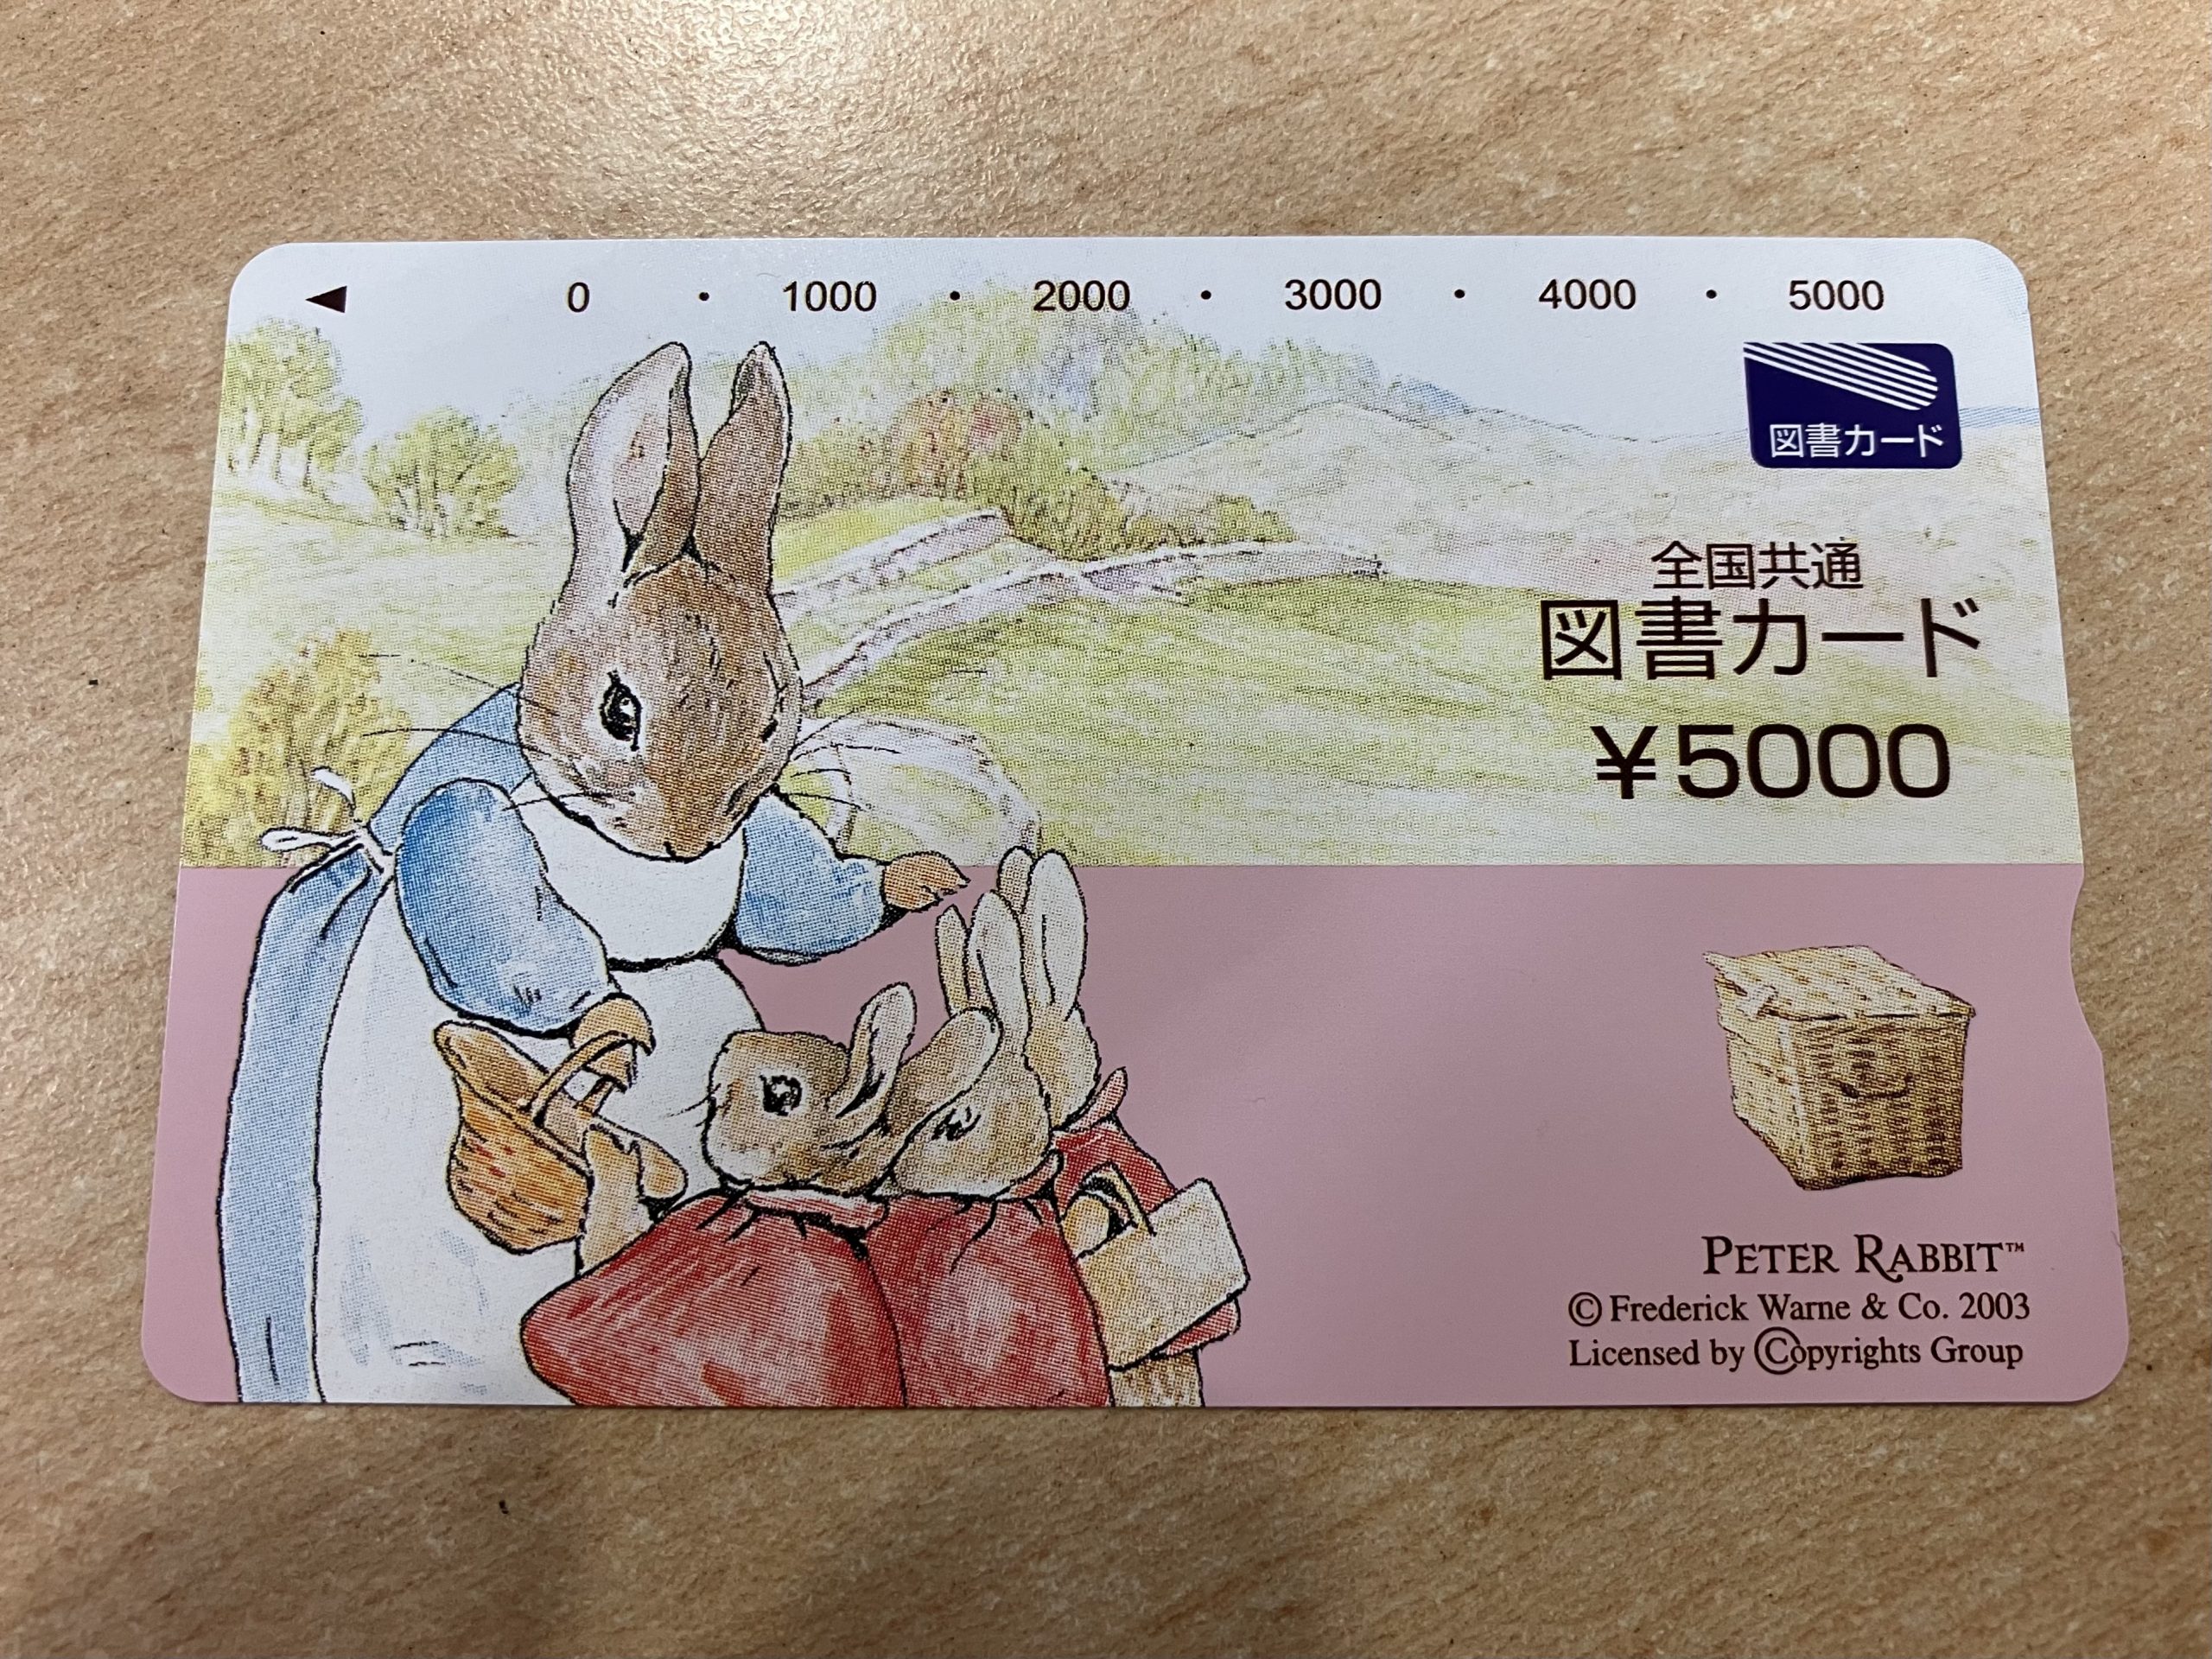 ◀ 0 ・ 1000 ・ 2000 ・ 3000 ・ 4000 ・ 5000
図書カード
全国共通
図書カード
¥5000
PETER RABBIT™
© Frederick Warne & Co. 2003
Licensed by ©opyrights Group